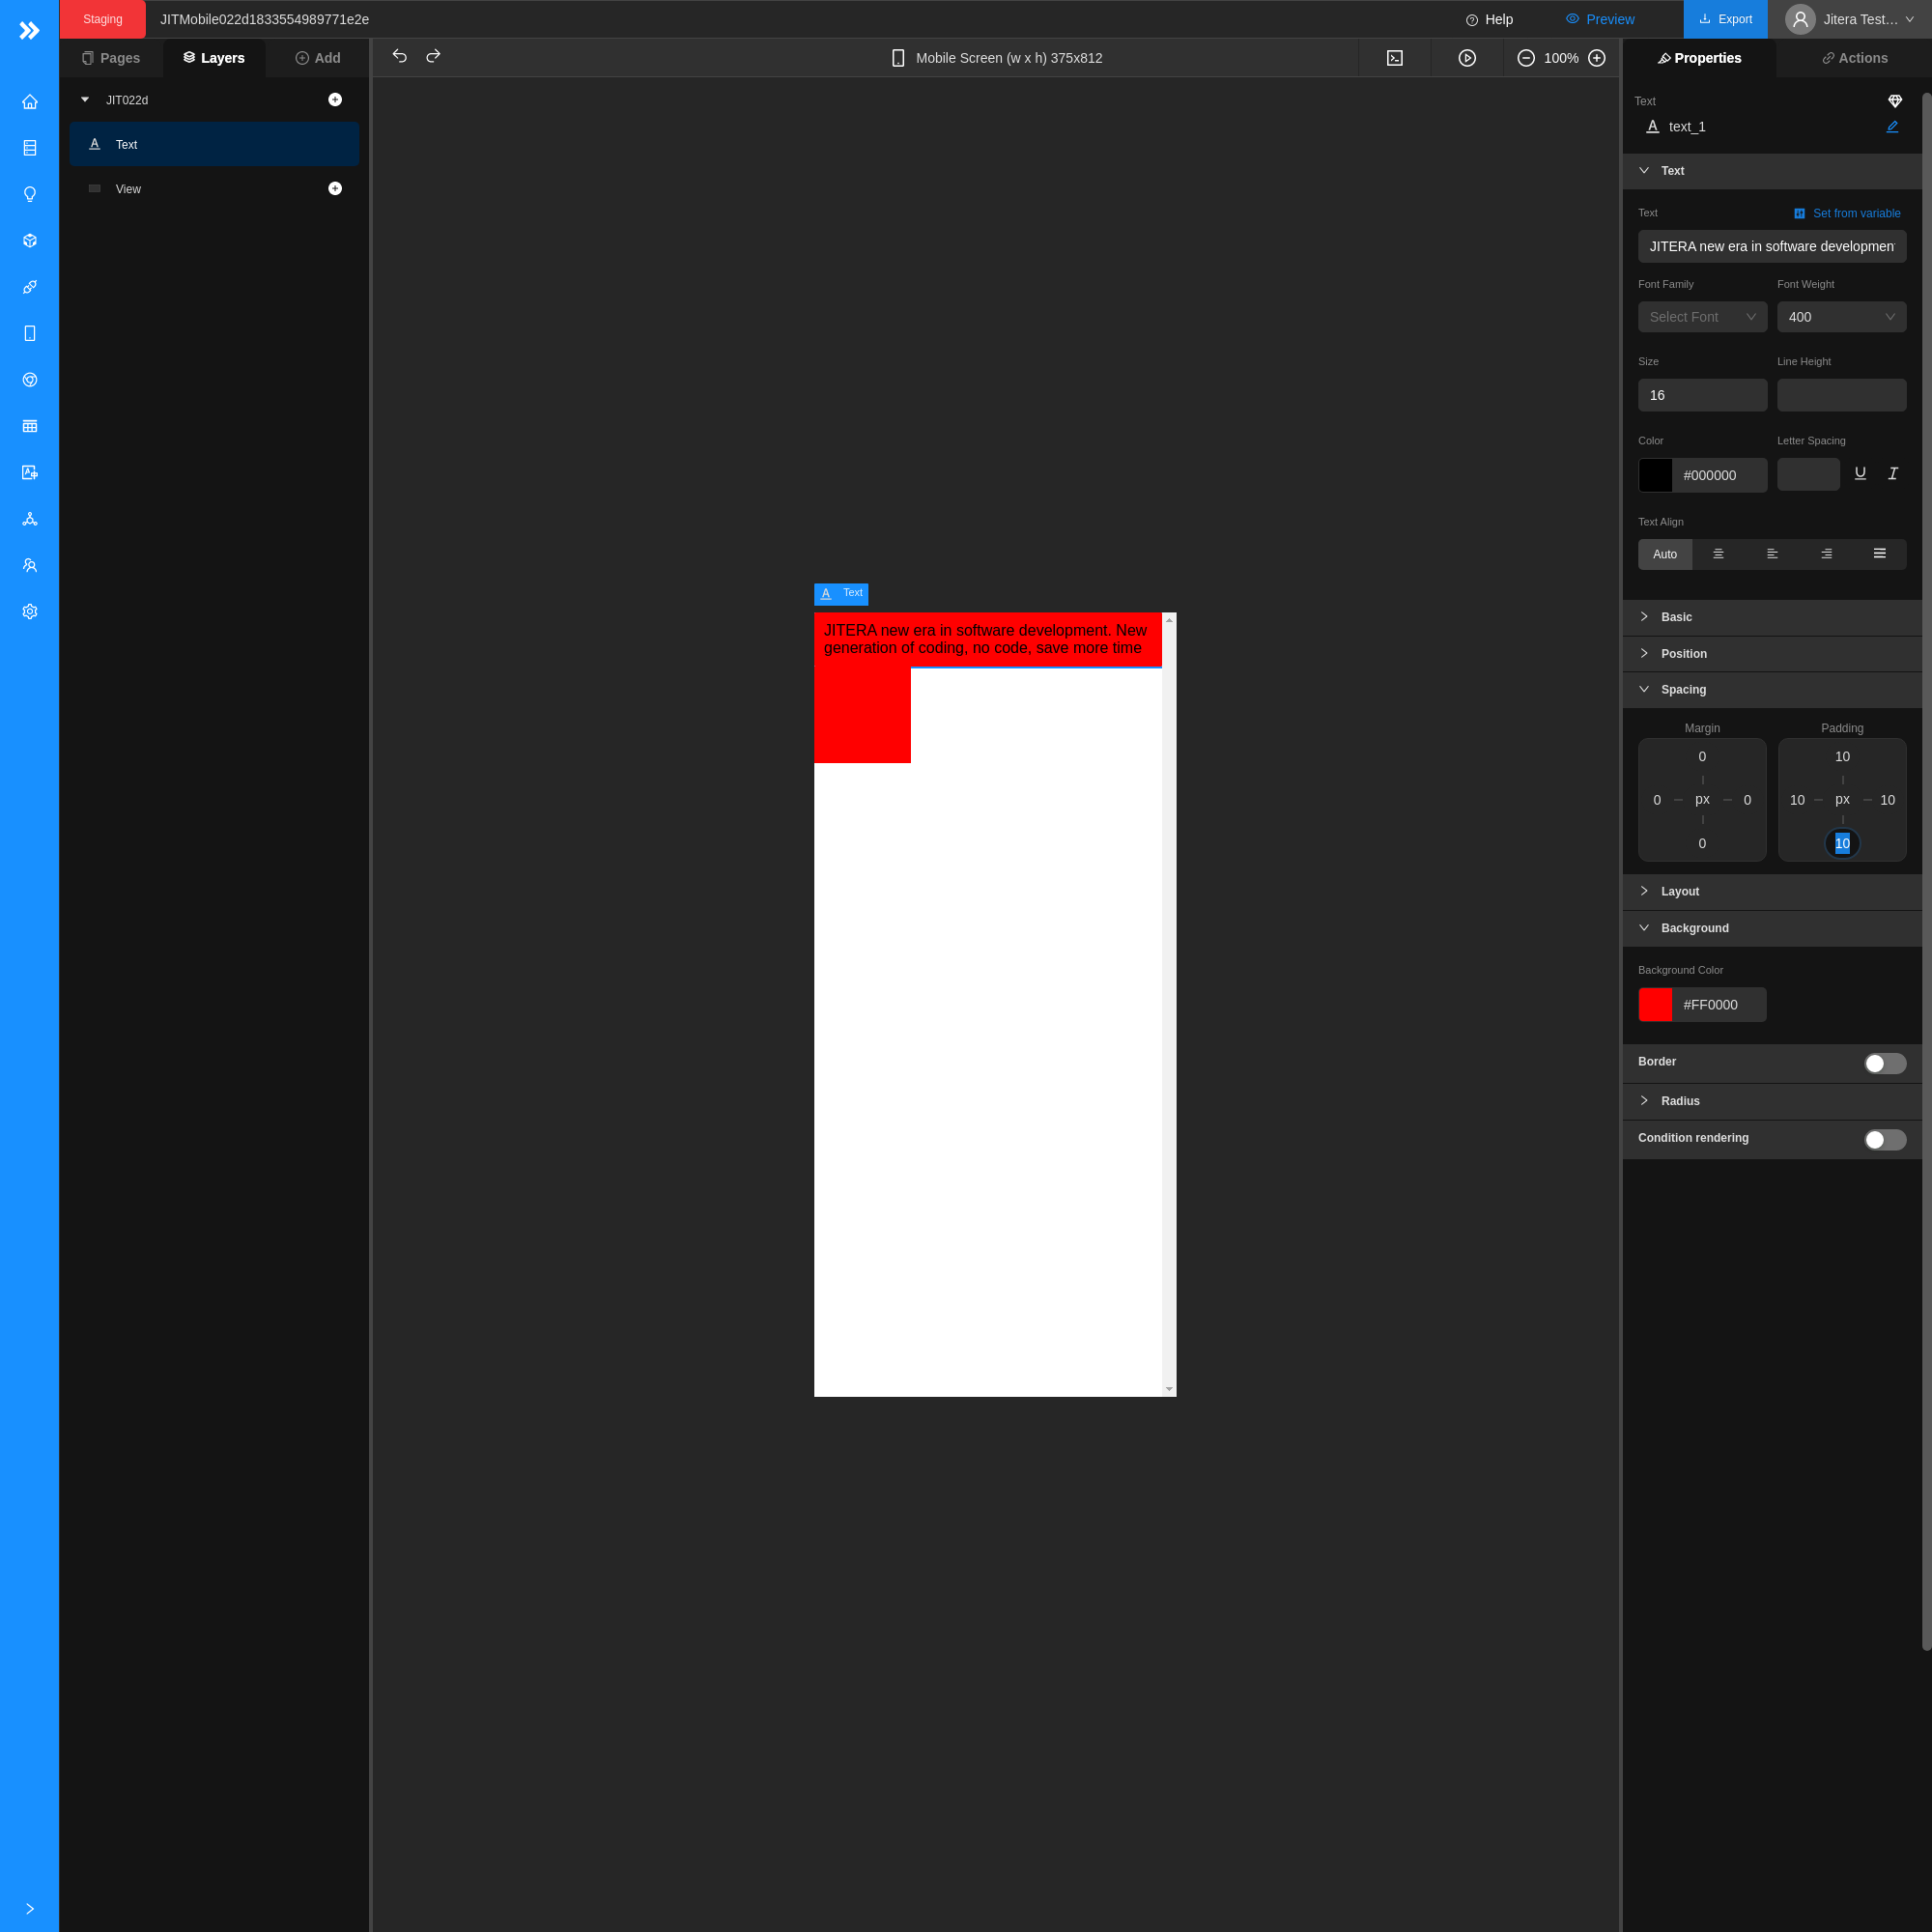 Staging
JITMobile022d1833554989771e2e
Help
Preview
Export
Jitera Test...
Pages
Layers
Add
Mobile Screen (w x h) 375x812
100%
Properties
Actions
JIT022d
Text
View
Text
text_1
Text
Text
Set from variable
JITERA new era in software developmen
Font Family
Font Weight
Select Font
400
Size
Line Height
16
Color
Letter Spacing
#000000
Text Align
Auto
Text
JITERA new era in software development. New
generation of coding, no code, save more time
Basic
Position
Spacing
Margin
Padding
0
10
0
px
0
10
px
10
0
10
Layout
Background
Background Color
#FF0000
Border
Radius
Condition rendering